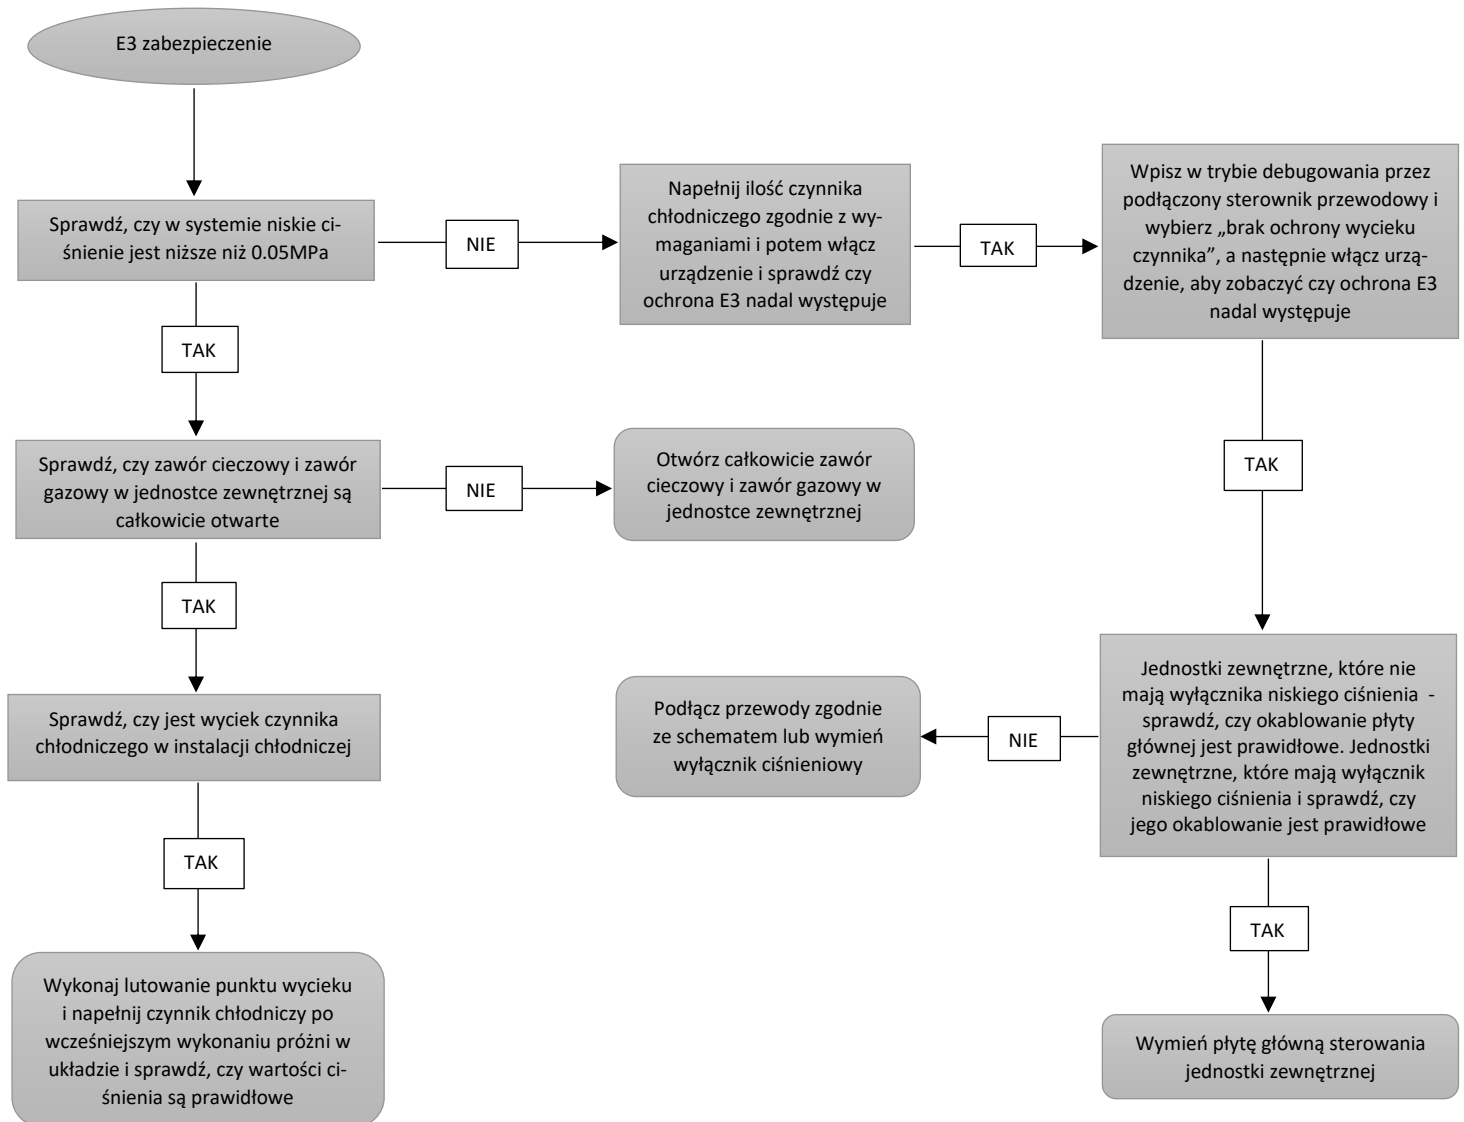 E3 zabezpieczenie
Sprawdź, czy w systemie niskie ci-
śnienie jest niższe niż 0.05MPa
NIE
Napełnij ilość czynnika
chłodniczego zgodnie z wy-
maganiami i potem włącz
urządzenie i sprawdź czy
ochrona E3 nadal występuje
TAK
Wpisz w trybie debugowania przez
podłączony sterownik przewodowy i
wybierz „brak ochrony wycieku
czynnika”, a następnie włącz urzą-
dzenie, aby zobaczyć czy ochrona E3
nadal występuje
TAK
Sprawdź, czy zawór cieczowy i zawór
gazowy w jednostce zewnętrznej są
całkowicie otwarte
NIE
Otwórz całkowicie zawór
cieczowy i zawór gazowy w
jednostce zewnętrznej
TAK
TAK
Sprawdź, czy jest wyciek czynnika
chłodniczego w instalacji chłodniczej
Podłącz przewody zgodnie
ze schematem lub wymień
wyłącznik ciśnieniowy
NIE
Jednostki zewnętrzne, które nie
mają wyłącznika niskiego ciśnienia -
sprawdź, czy okablowanie płyty
głównej jest prawidłowe. Jednostki
zewnętrzne, które mają wyłącznik
niskiego ciśnienia i sprawdź, czy
jego okablowanie jest prawidłowe
TAK
TAK
Wykonaj lutowanie punktu wycieku
i napełnij czynnik chłodniczy po
wcześniejszym wykonaniu próżni w
układzie i sprawdź, czy wartości ci-
śnienia są prawidłowe
Wymień płytę główną sterowania
jednostki zewnętrznej